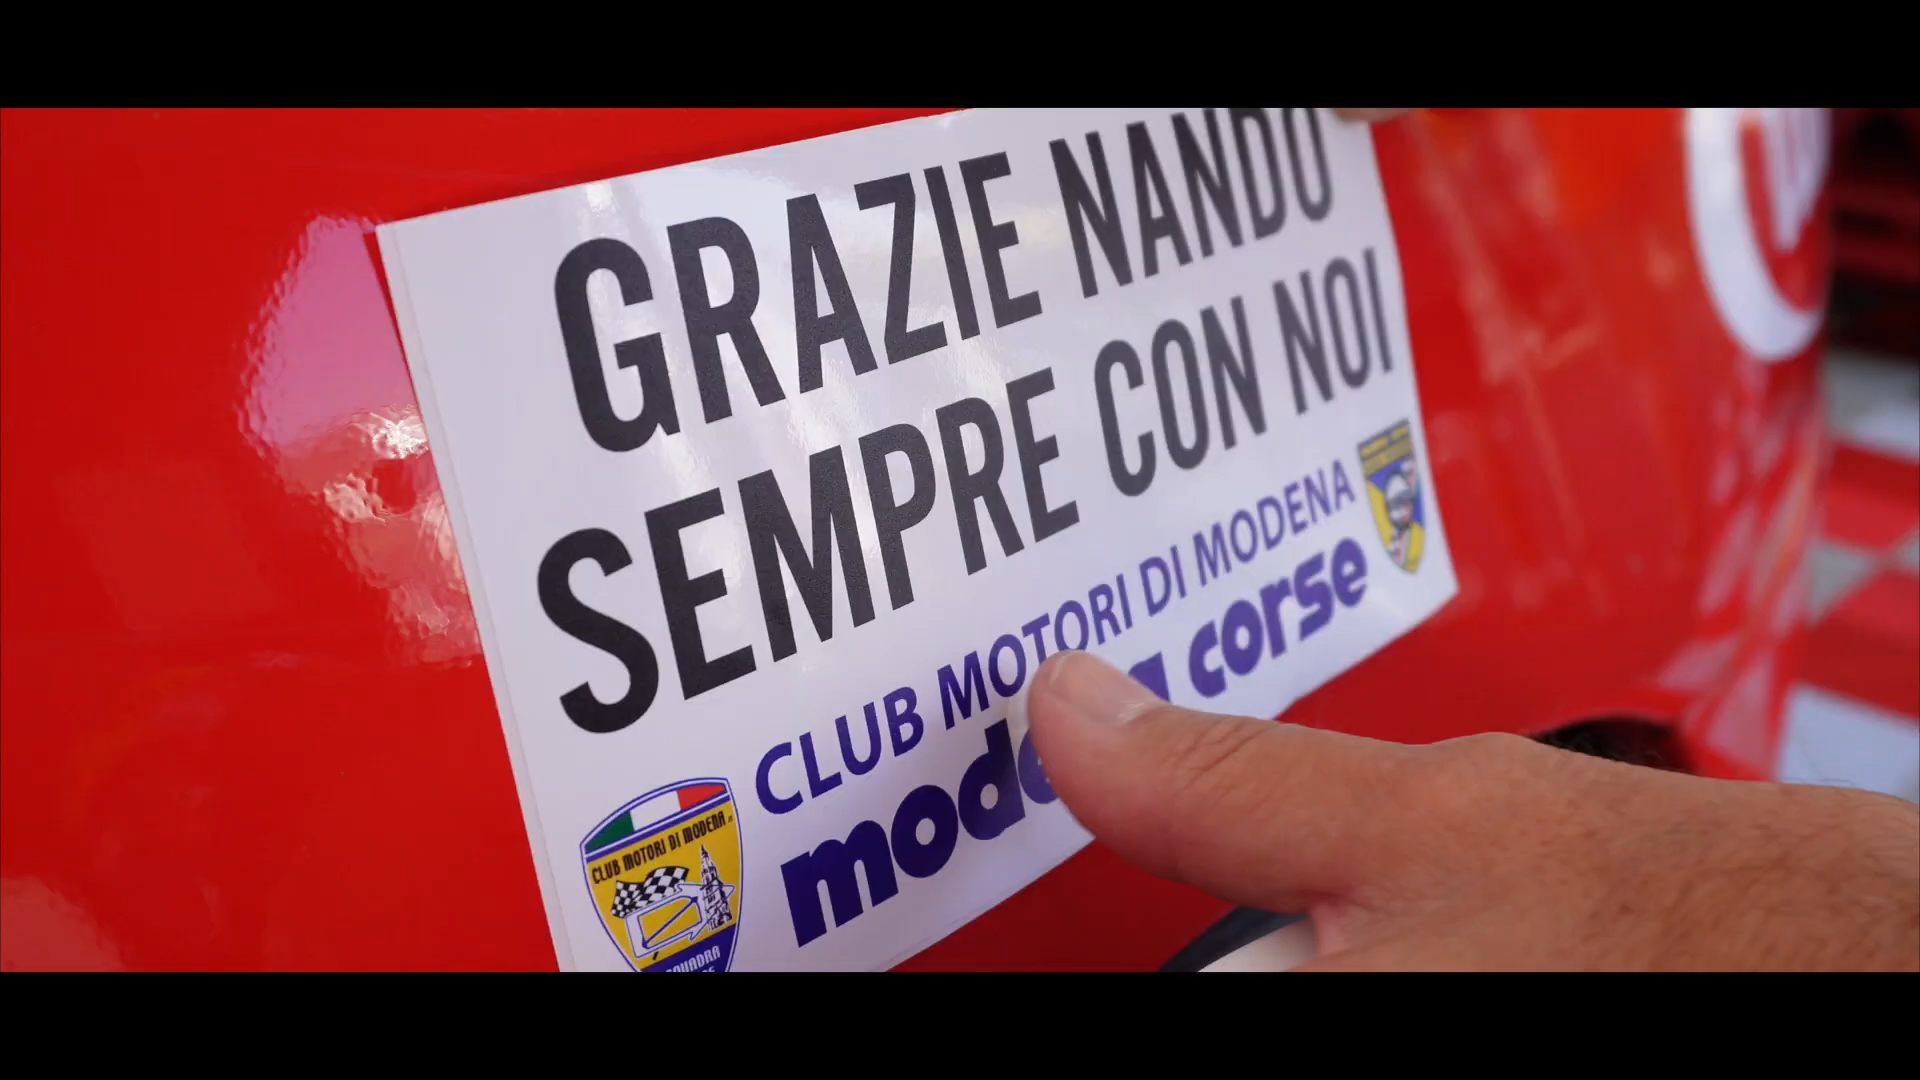 GRAZIE NANDO
SEMPRE CON NOI
CLUB MOTORI DI MODENA
corse
CLUB MOTORI DI MODENA